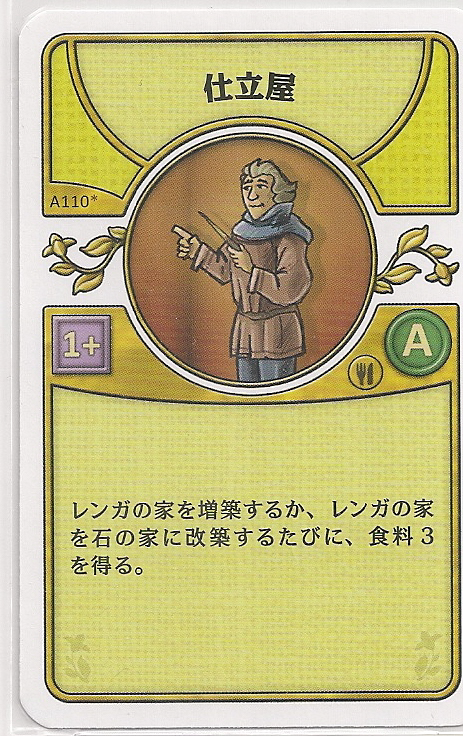 仕立屋
A110*
1+
A
レンガの家を増築するか、レンガの家
を石の家に改築するたびに、食料3
を得る。